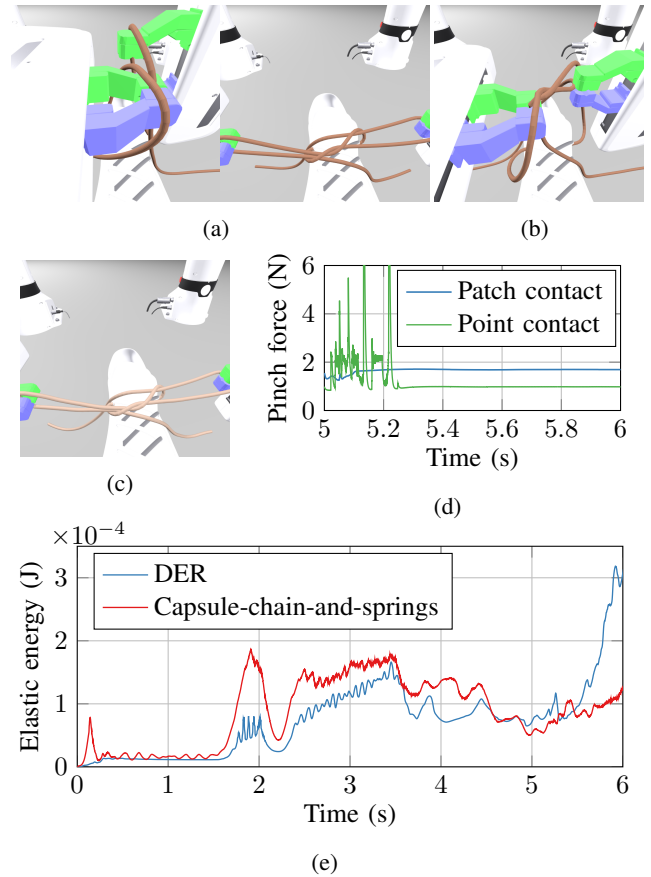 (a)
(b)
(c)
Pinch force (N)
6
4
2
0
Patch contact
Point contact
5
5.2
5.4
5.6
5.8
6
Time (s)
(d)
×10⁻⁴
Elastic energy (J)
3
2
1
0
DER
Capsule-chain-and-springs
0
1
2
3
4
5
6
Time (s)
(e)